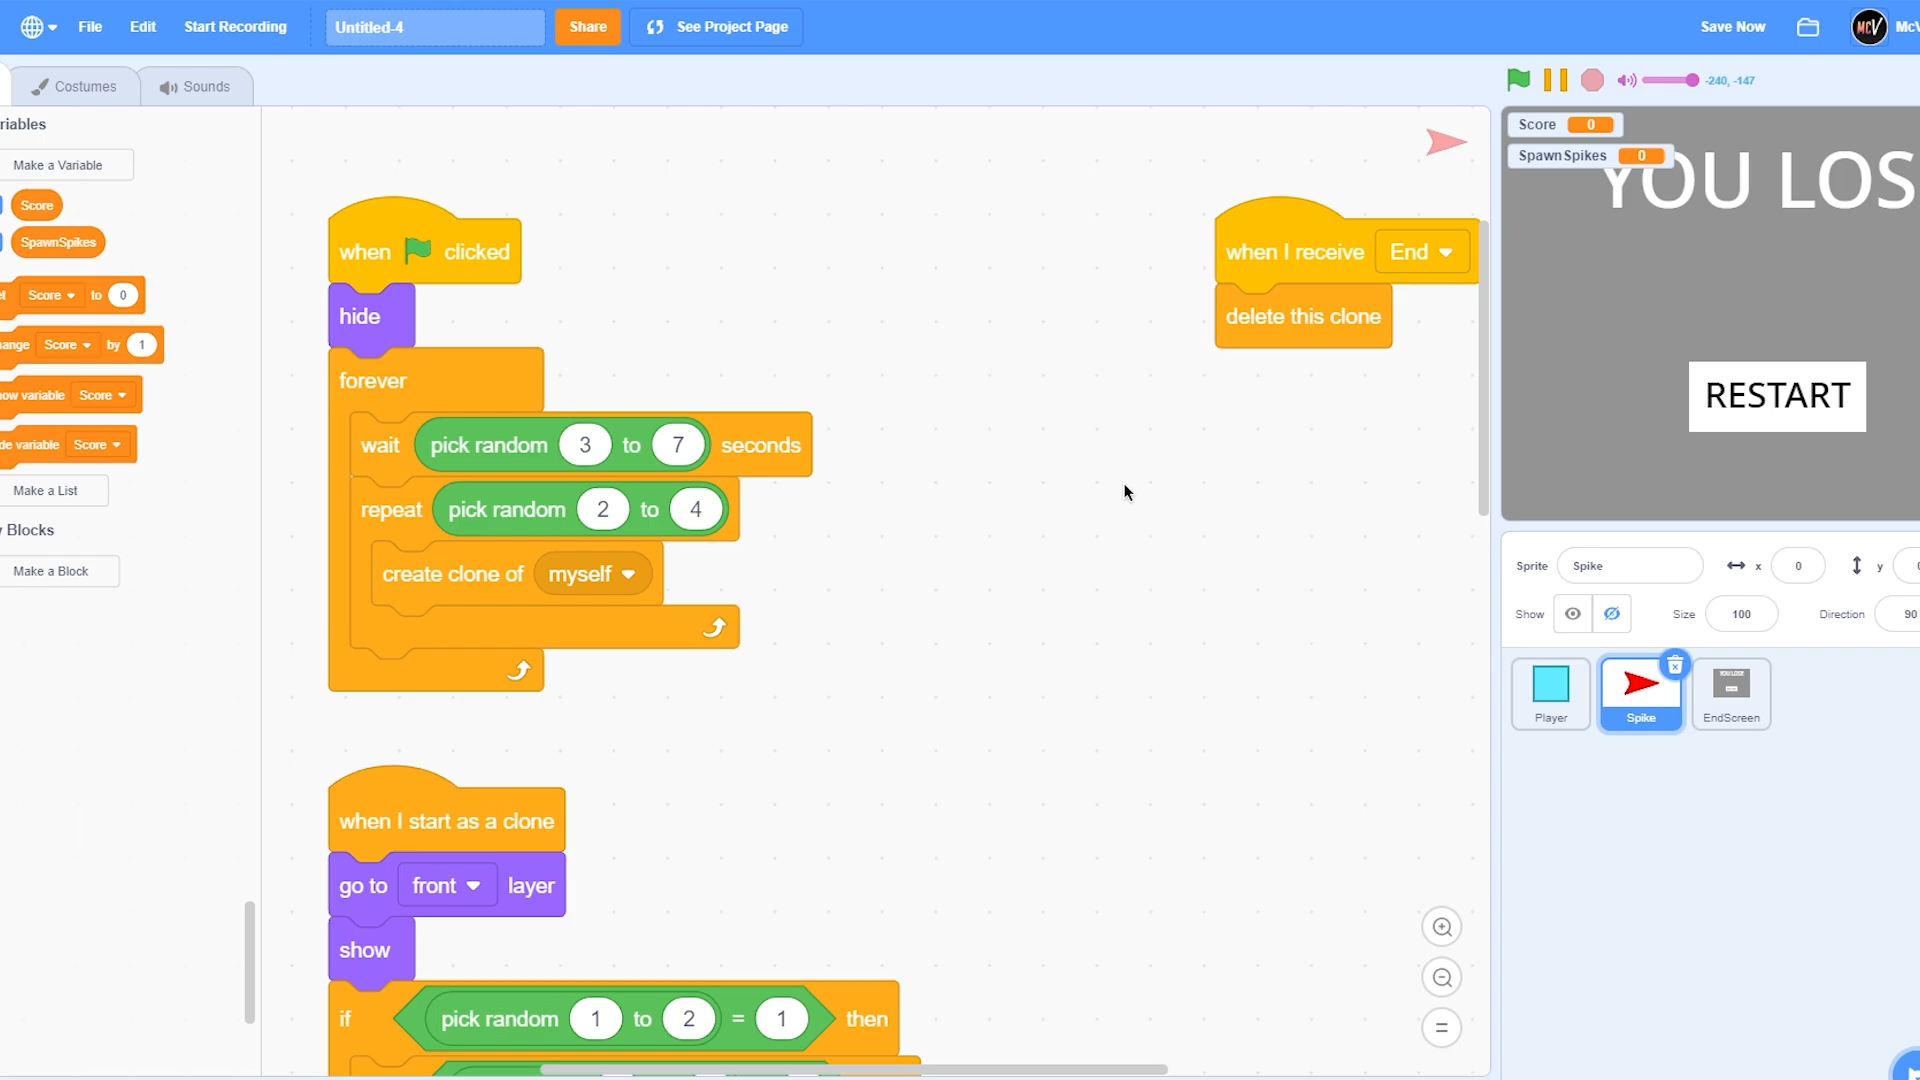 File Edit Start Recording Untitled-4 Share See Project Page Save Now
Costumes Sounds
-240, -147
riables
Make a Variable
Score
SpawnSpikes
et Score to 0
ange Score by 1
ow variable Score
de variable Score
Make a List
y Blocks
Make a Block
when clicked
hide
forever
wait pick random 3 to 7 seconds
repeat pick random 2 to 4
create clone of myself
when I start as a clone
go to front layer
show
if pick random 1 to 2 = 1 then
when I receive End
delete this clone
Score 0
SpawnSpikes 0
YOU LOS
RESTART
Sprite Spike x 0 y
Show Size 100 Direction 90
Player
Spike
EndScreen